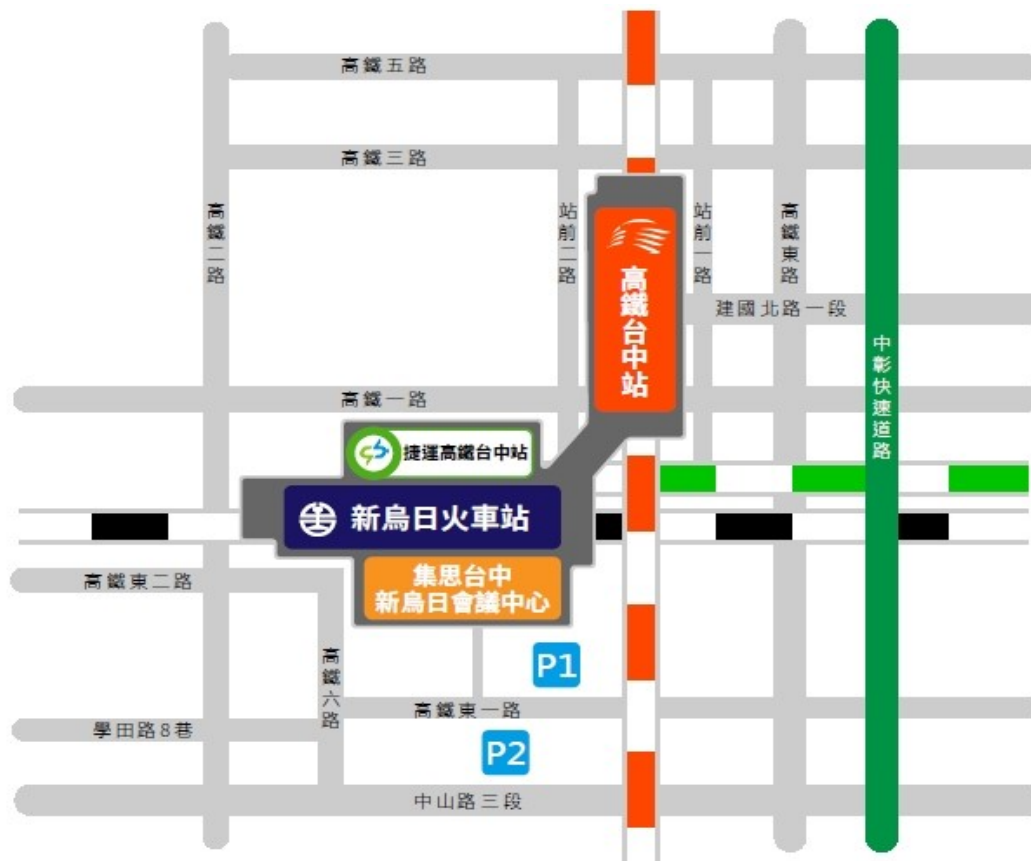 高鐵五路
高鐵三路
高鐵二路
站前二路
站前一路
高鐵東路
高鐵台中站
建國北路一段
中彰快速道路
高鐵一路
捷運高鐵台中站
新烏日火車站
集思台中
新烏日會議中心
高鐵東二路
高鐵六路
P1
高鐵東一路
學田路8巷
P2
中山路三段